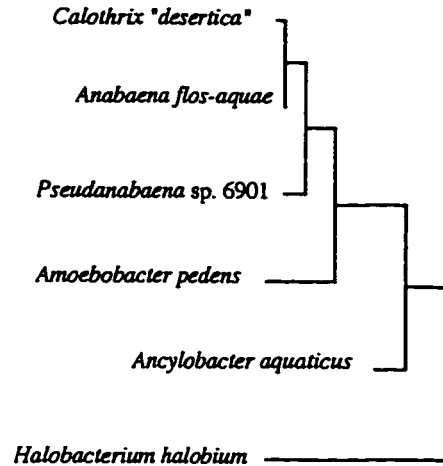 Calothrix "desertica"
Anabaena flos-aquae
Pseudanabaena sp. 6901
Amoebobacter pedens
Ancylobacter aquaticus
Halobacterium halobium